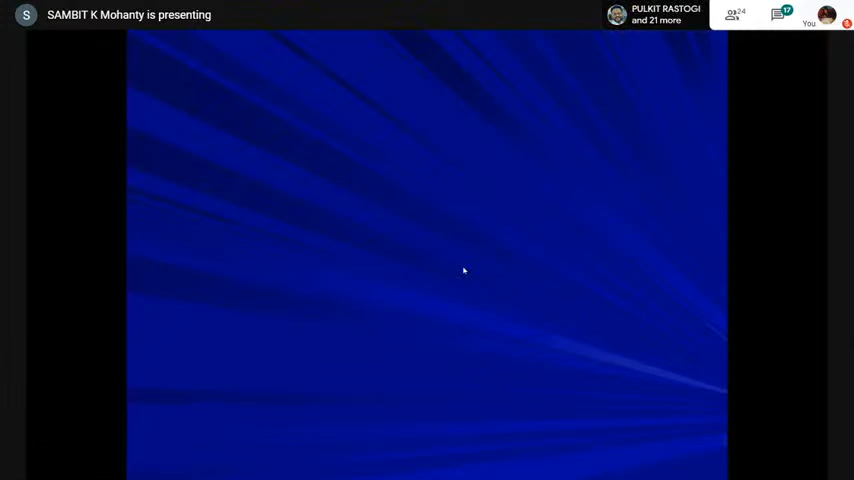 S
SAMBIT K Mohanty is presenting
PULKIT RASTOGI
and 21 more
24
17
You